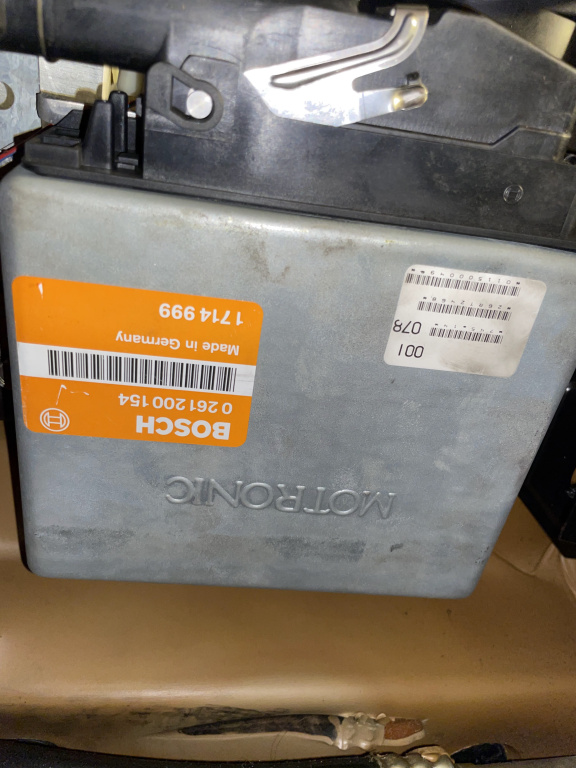 BOSCH
0 261 200 154
Made in Germany
1 714 999
MOTRONIC
001
078